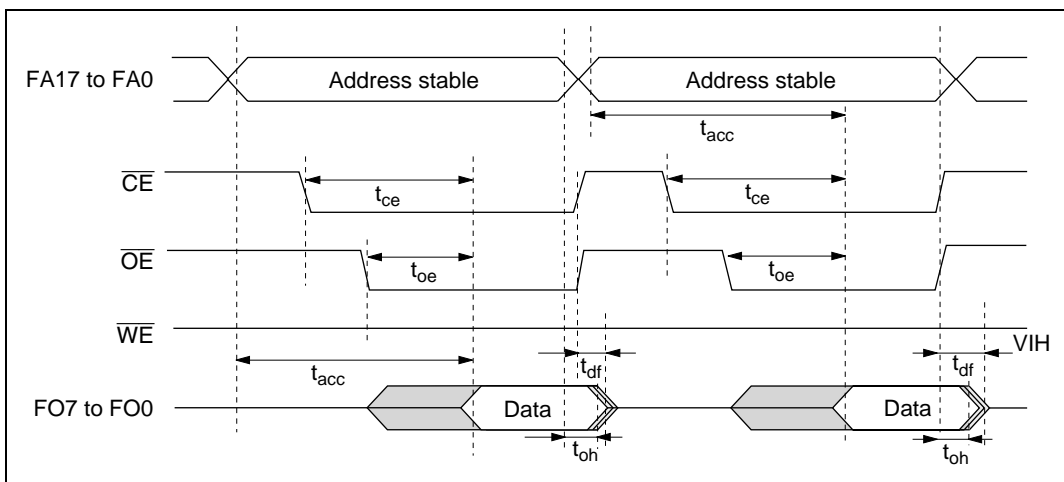 FA17 to FA0
Address stable
Address stable
tacc
CE
tce
tce
OE
toe
toe
WE
VIH
tacc
tdf
tdf
FO7 to FO0
Data
Data
toh
toh